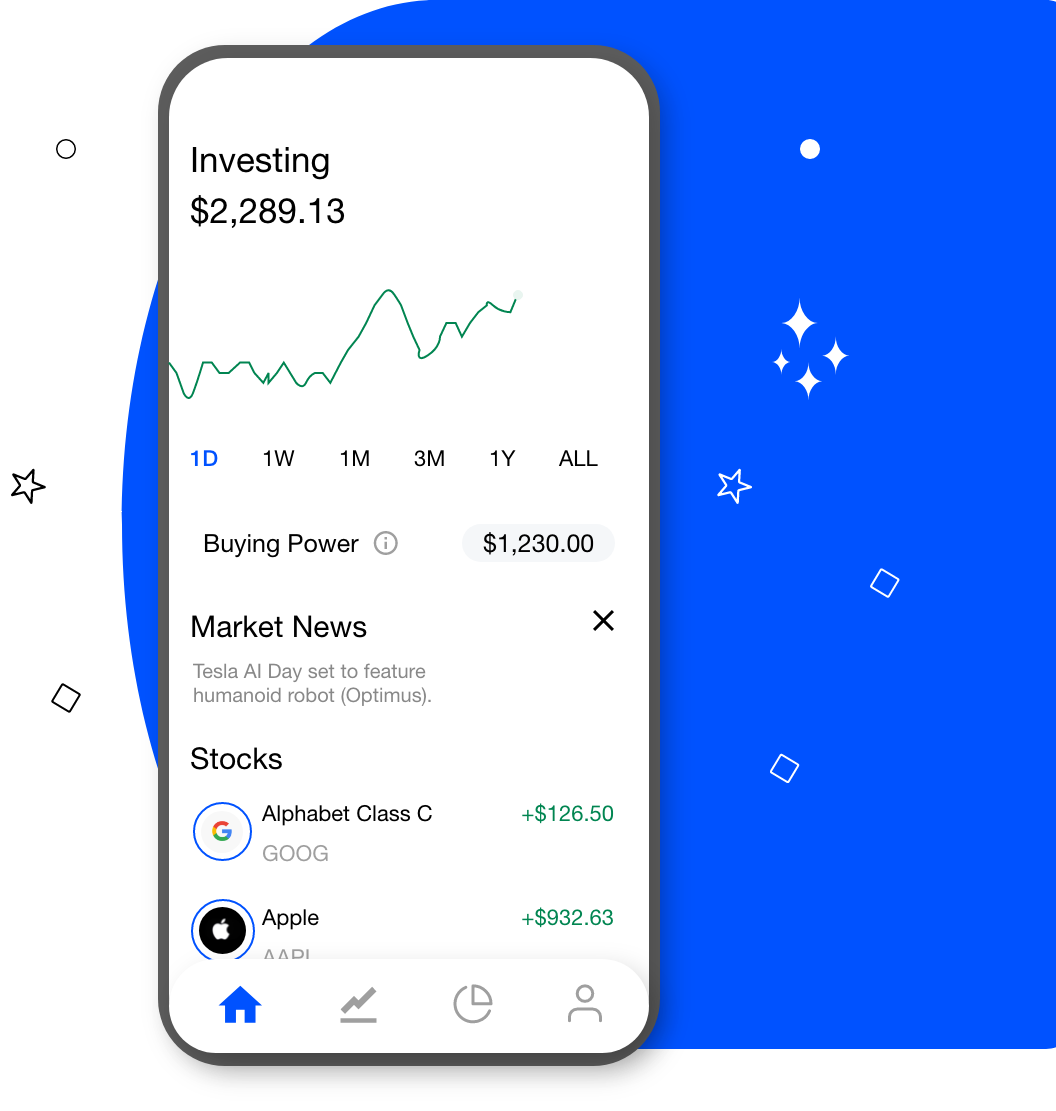 Investing
$2,289.13
1D 1W 1M 3M 1Y ALL
Buying Power $1,230.00
Market News
Tesla AI Day set to feature
humanoid robot (Optimus).
Stocks
Alphabet Class C +$126.50
GOOG
Apple +$932.63
AAPL